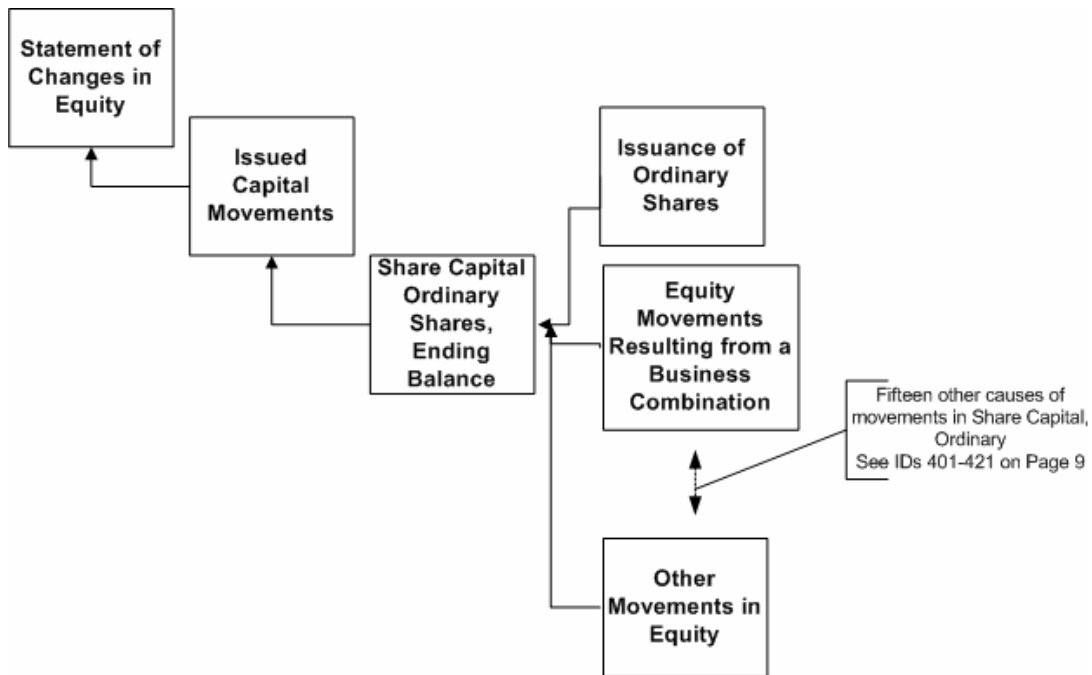 Statement of
Changes in
Equity
Issued
Capital
Movements
Share Capital
Ordinary
Shares,
Ending
Balance
Issuance of
Ordinary
Shares
Equity
Movements
Resulting from a
Business
Combination
Fifteen other causes of
movements in Share Capital,
Ordinary
See IDs 401-421 on Page 9
Other
Movements in
Equity